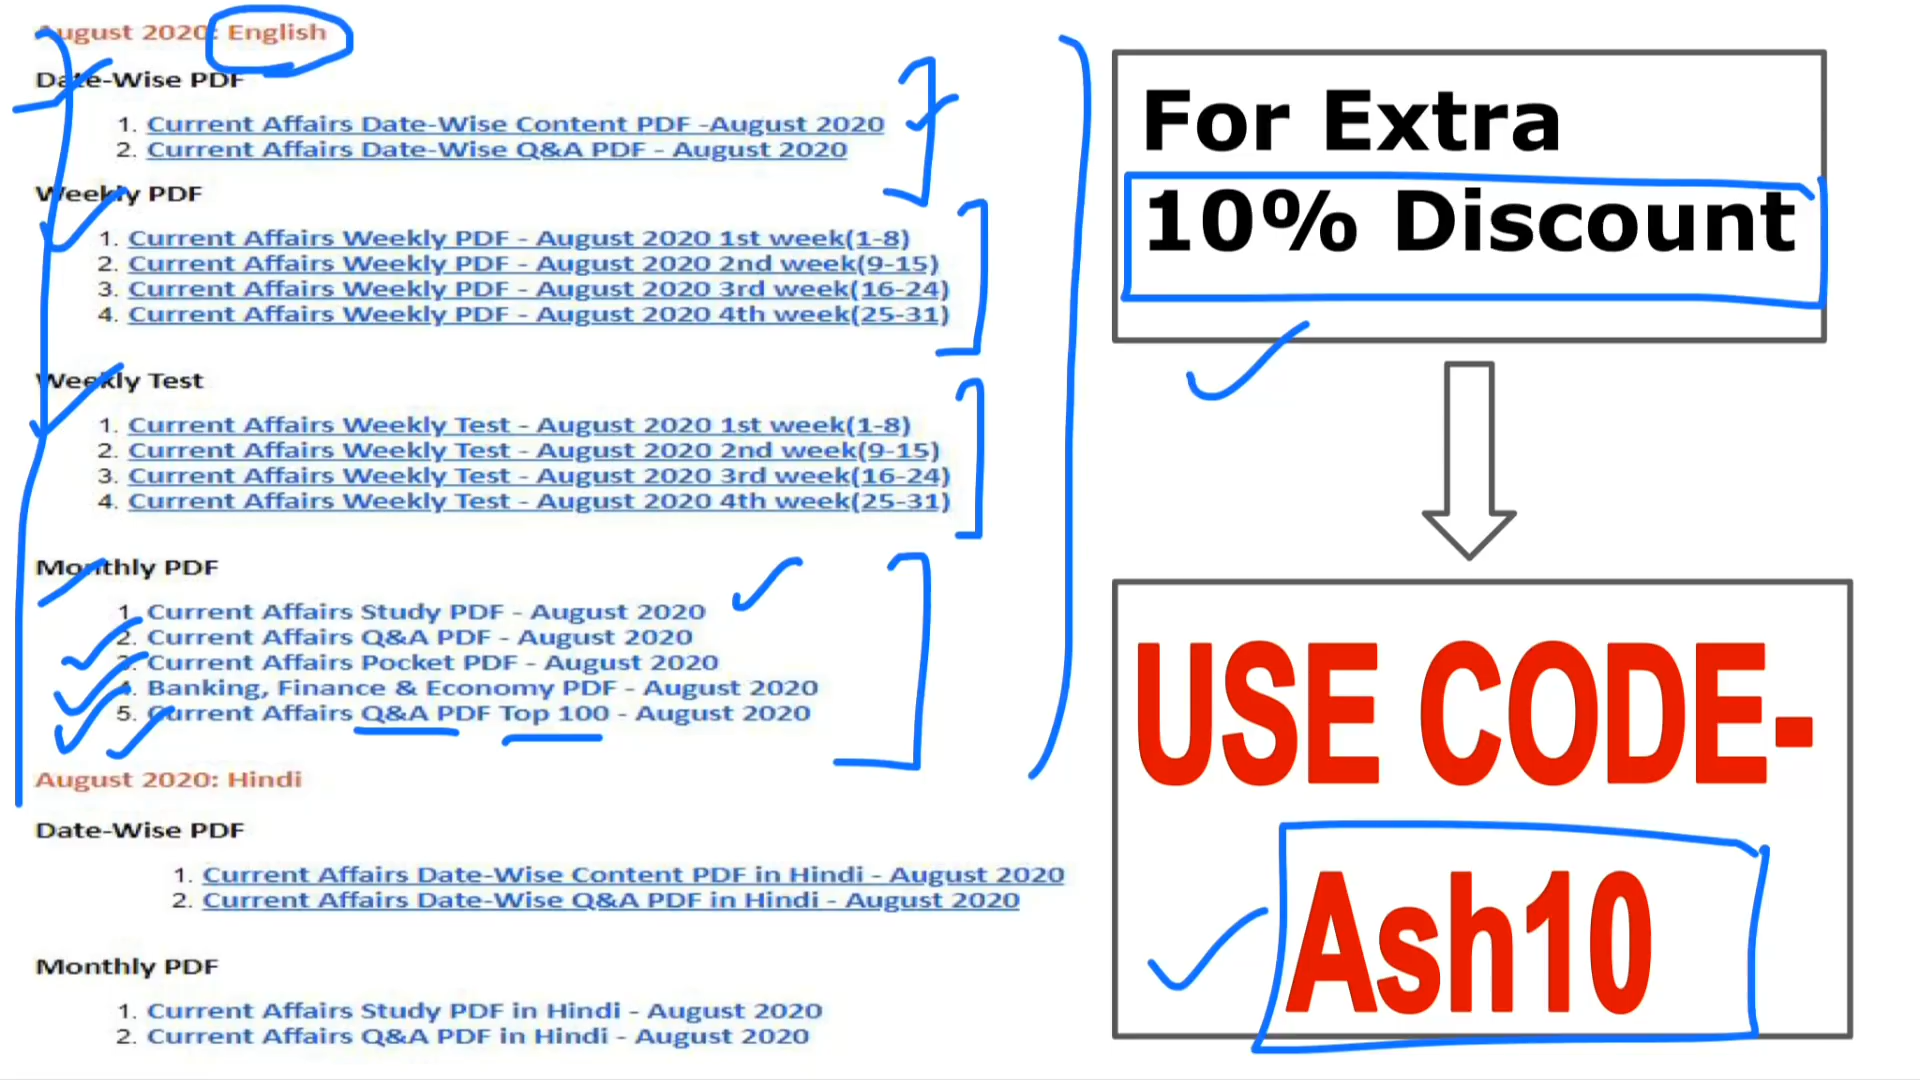 August 2020: English
Date-Wise PDF
1. Current Affairs Date-Wise Content PDF -August 2020
2. Current Affairs Date-Wise Q&A PDF - August 2020
Weekly PDF
1. Current Affairs Weekly PDF - August 2020 1st week(1-8)
2. Current Affairs Weekly PDF - August 2020 2nd week(9-15)
3. Current Affairs Weekly PDF - August 2020 3rd week(16-24)
4. Current Affairs Weekly PDF - August 2020 4th week(25-31)
Weekly Test
1. Current Affairs Weekly Test - August 2020 1st week(1-8)
2. Current Affairs Weekly Test - August 2020 2nd week(9-15)
3. Current Affairs Weekly Test - August 2020 3rd week(16-24)
4. Current Affairs Weekly Test - August 2020 4th week(25-31)
Monthly PDF
1. Current Affairs Study PDF - August 2020
2. Current Affairs Q&A PDF - August 2020
3. Current Affairs Pocket PDF - August 2020
4. Banking, Finance & Economy PDF - August 2020
5. Current Affairs Q&A PDF Top 100 - August 2020
August 2020: Hindi
Date-Wise PDF
1. Current Affairs Date-Wise Content PDF in Hindi - August 2020
2. Current Affairs Date-Wise Q&A PDF in Hindi - August 2020
Monthly PDF
1. Current Affairs Study PDF in Hindi - August 2020
2. Current Affairs Q&A PDF in Hindi - August 2020
For Extra
10% Discount
USE CODE-
Ash10